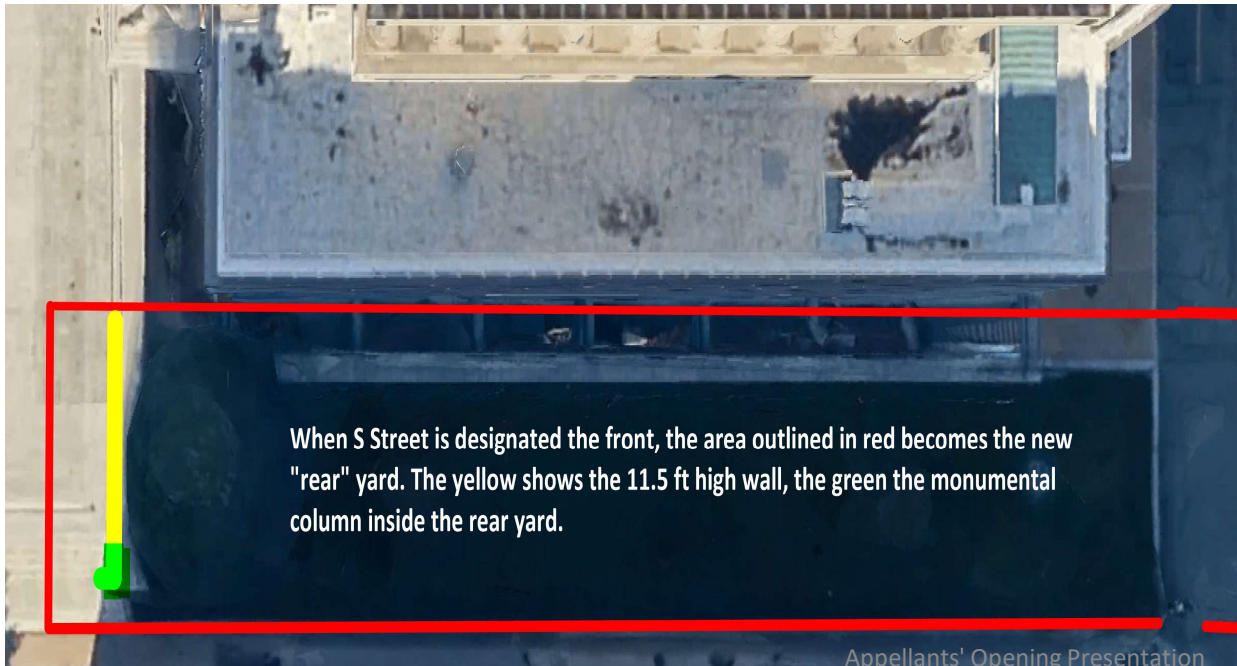 When S Street is designated the front, the area outlined in red becomes the new
"rear" yard. The yellow shows the 11.5 ft high wall, the green the monumental
column inside the rear yard.
Appellants' Opening Presentation